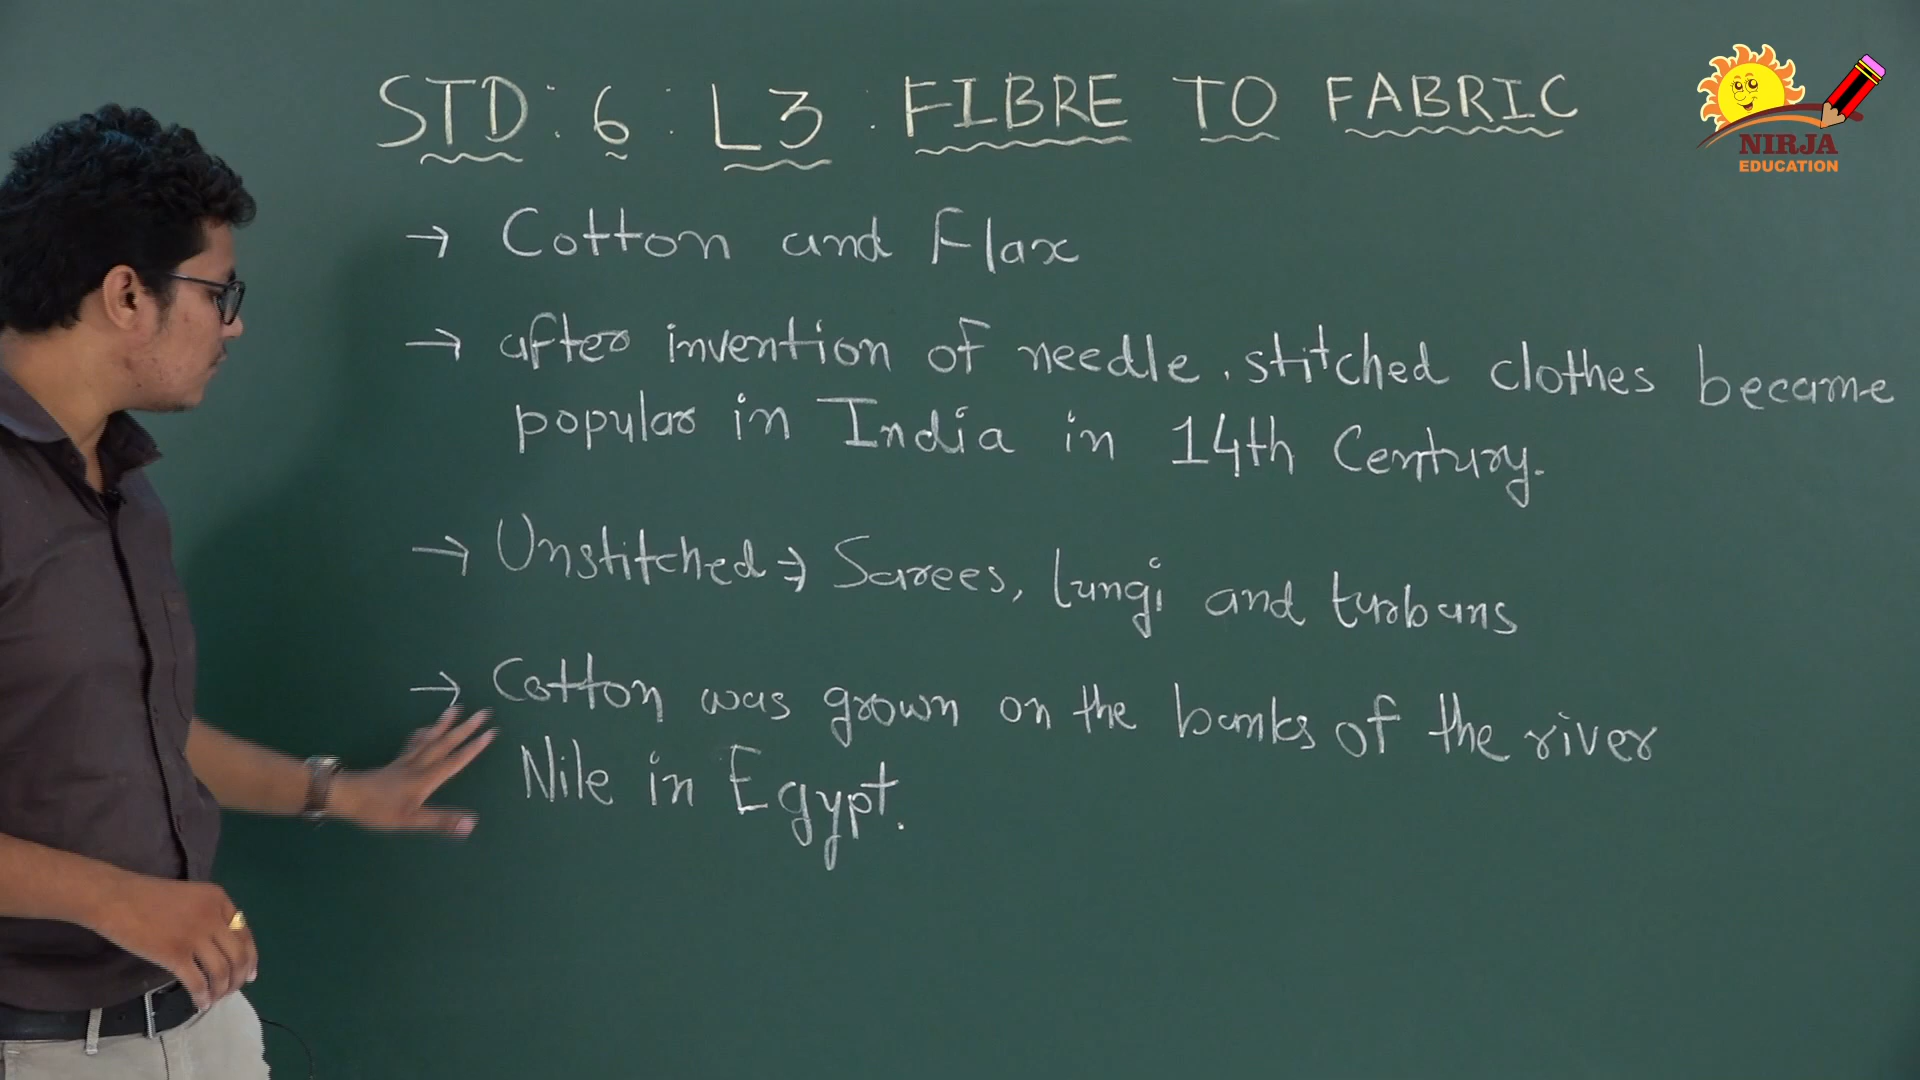 STD : 6 : L3 : FIBRE TO FABRIC
NIRJA
EDUCATION
→ Cotton and Flax
→ after invention of needle. stitched clothes became
popular in India in 14th Century.
→ Unstitched → Sarees, lungi and turbans
→ Cotton was grown on the banks of the river
Nile in Egypt.